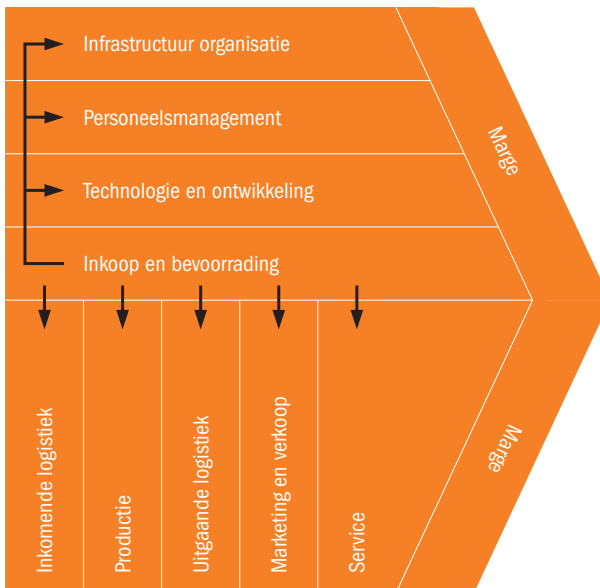 Infrastructuur organisatie
Personeelsmanagement
Technologie en ontwikkeling
Inkoop en bevoorrading
Marge
Inkomende logistiek
Productie
Uitgaande logistiek
Marketing en verkoop
Service
Marge